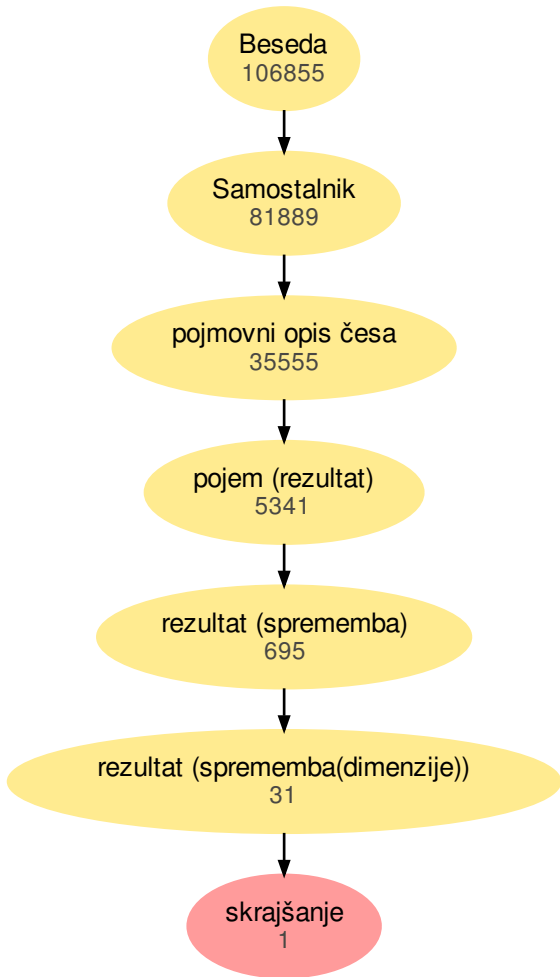 Beseda
106855
Samostalnik
81889
pojmovni opis česa
35555
pojem (rezultat)
5341
rezultat (sprememba)
695
rezultat (sprememba(dimenzije))
31
skrajšanje
1